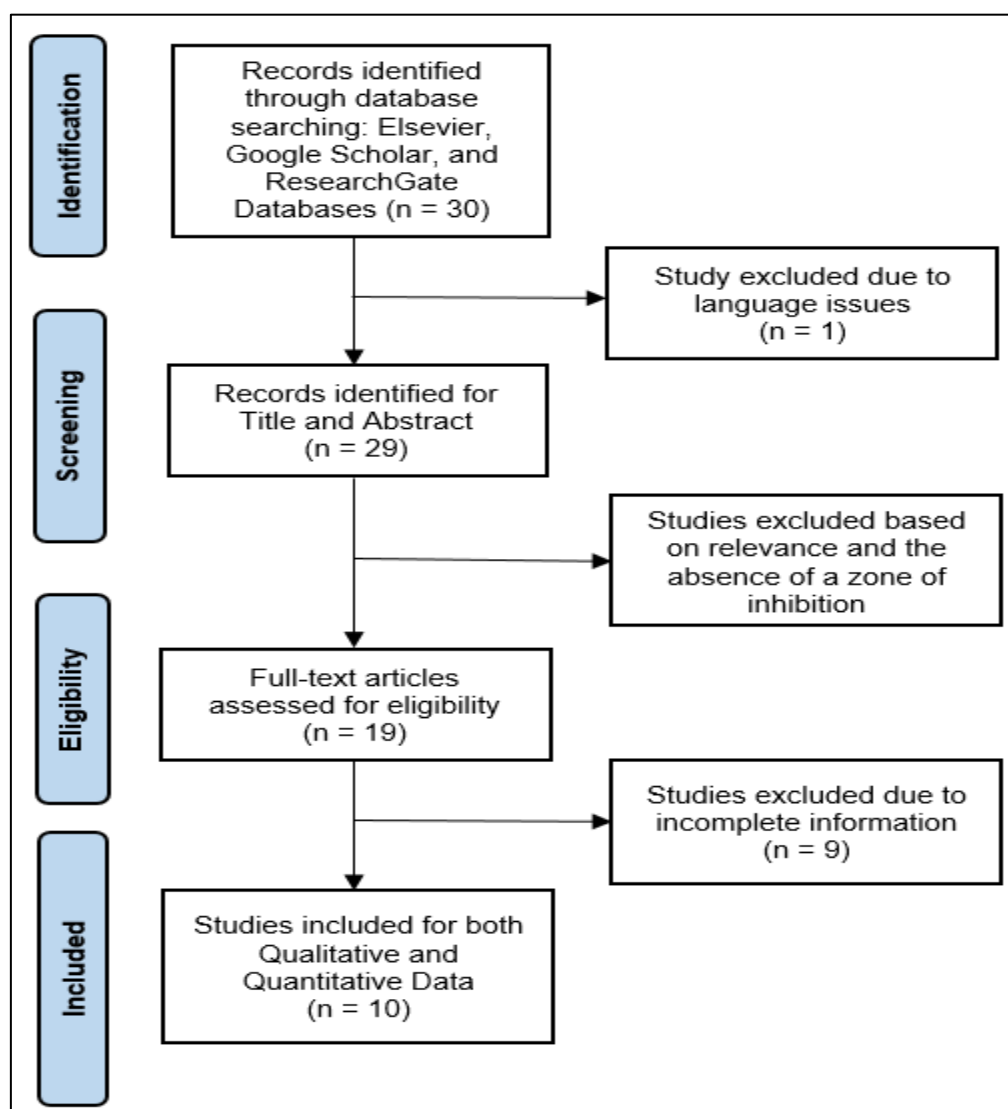 Identification
Records identified
through database
searching: Elsevier,
Google Scholar, and
ResearchGate
Databases (n = 30)
Study excluded due to
language issues
(n = 1)
Screening
Records identified for
Title and Abstract
(n = 29)
Studies excluded based
on relevance and the
absence of a zone of
inhibition
Eligibility
Full-text articles
assessed for eligibility
(n = 19)
Studies excluded due to
incomplete information
(n = 9)
Included
Studies included for both
Qualitative and
Quantitative Data
(n = 10)